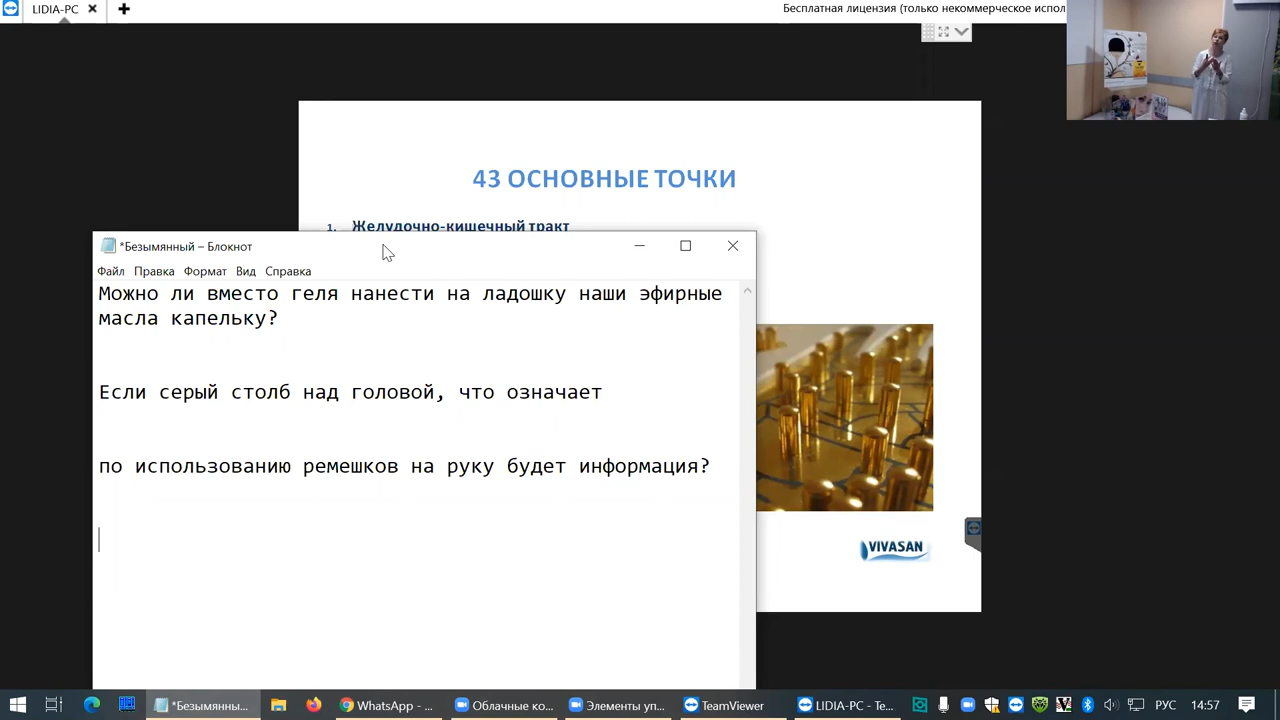 LIDIA-PC
Бесплатная лицензия (только некоммерческое испол
43 ОСНОВНЫЕ ТОЧКИ
1. Желудочно-кишечный тракт
*Безымянный – Блокнот
Файл Правка Формат Вид Справка
Можно ли вместо геля нанести на ладошку наши эфирные
масла капельку?
Если серый столб над головой, что означает
по использованию ремешков на руку будет информация?
VIVASAN
*Безымянны...
WhatsApp - ...
Облачные ко...
Элементы уп...
TeamViewer
LIDIA-PC - Te...
РУС
14:57